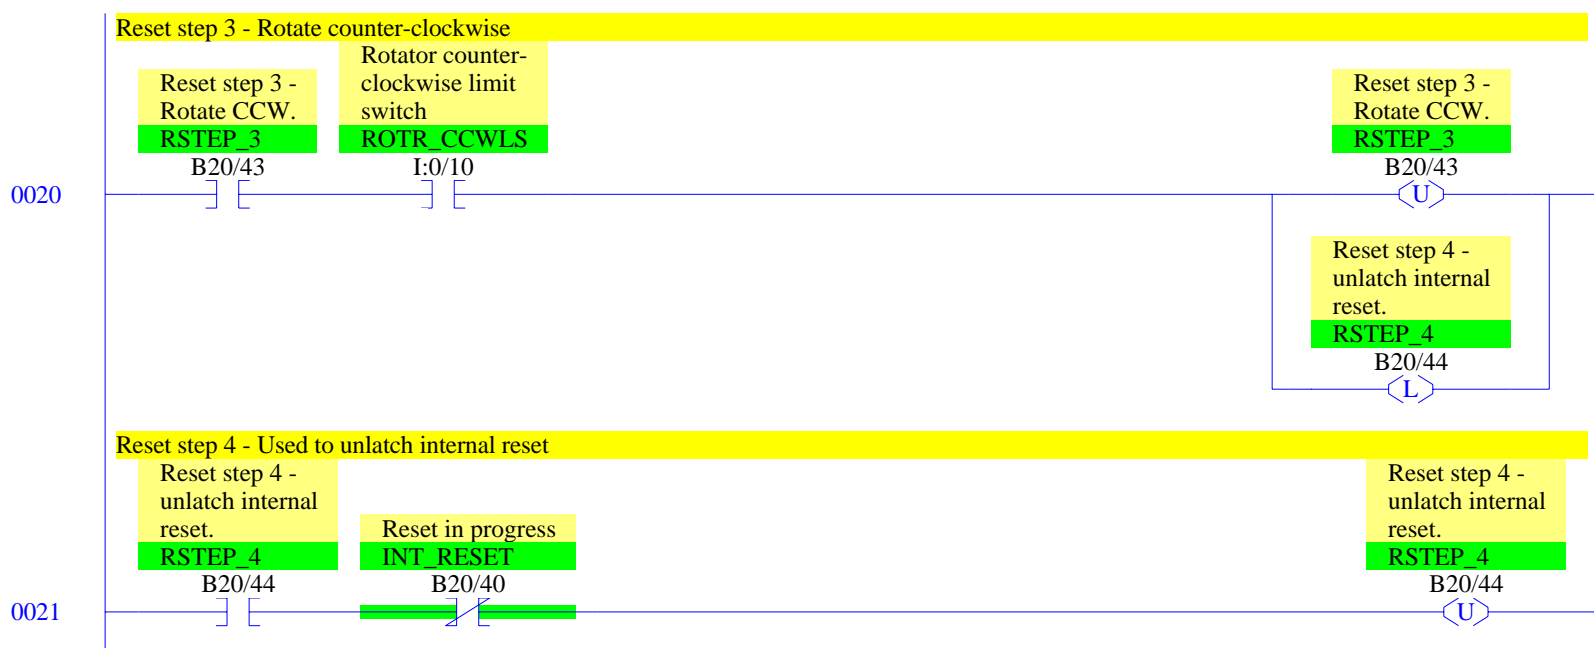 Reset step 3 - Rotate counter-clockwise
Reset step 3 -
Rotate CCW.
RSTEP_3
B20/43
Rotator counter-
clockwise limit
switch
ROTR_CCWLS
I:0/10
Reset step 3 -
Rotate CCW.
RSTEP_3
B20/43
0020
U
Reset step 4 -
unlatch internal
reset.
RSTEP_4
B20/44
L
Reset step 4 - Used to unlatch internal reset
Reset step 4 -
unlatch internal
reset.
RSTEP_4
B20/44
Reset in progress
INT_RESET
B20/40
Reset step 4 -
unlatch internal
reset.
RSTEP_4
B20/44
0021
U